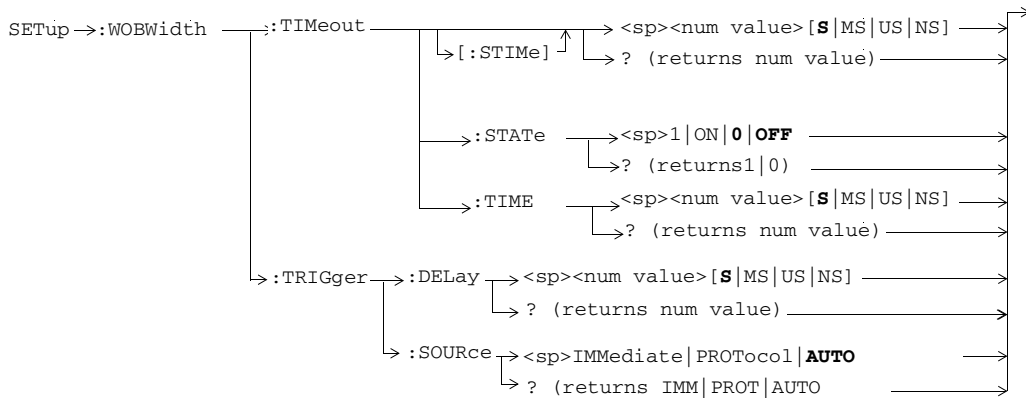 SETup :WOBWidth :TIMeout <sp><num value>[S|MS|US|NS]
[:STIMe] ? (returns num value)
:STATe <sp>1|ON|0|OFF
? (returns1|0)
:TIME <sp><num value>[S|MS|US|NS]
? (returns num value)
:TRIGger :DELay <sp><num value>[S|MS|US|NS]
? (returns num value)
:SOURce <sp>IMMediate|PROTocol|AUTO
? (returns IMM|PROT|AUTO